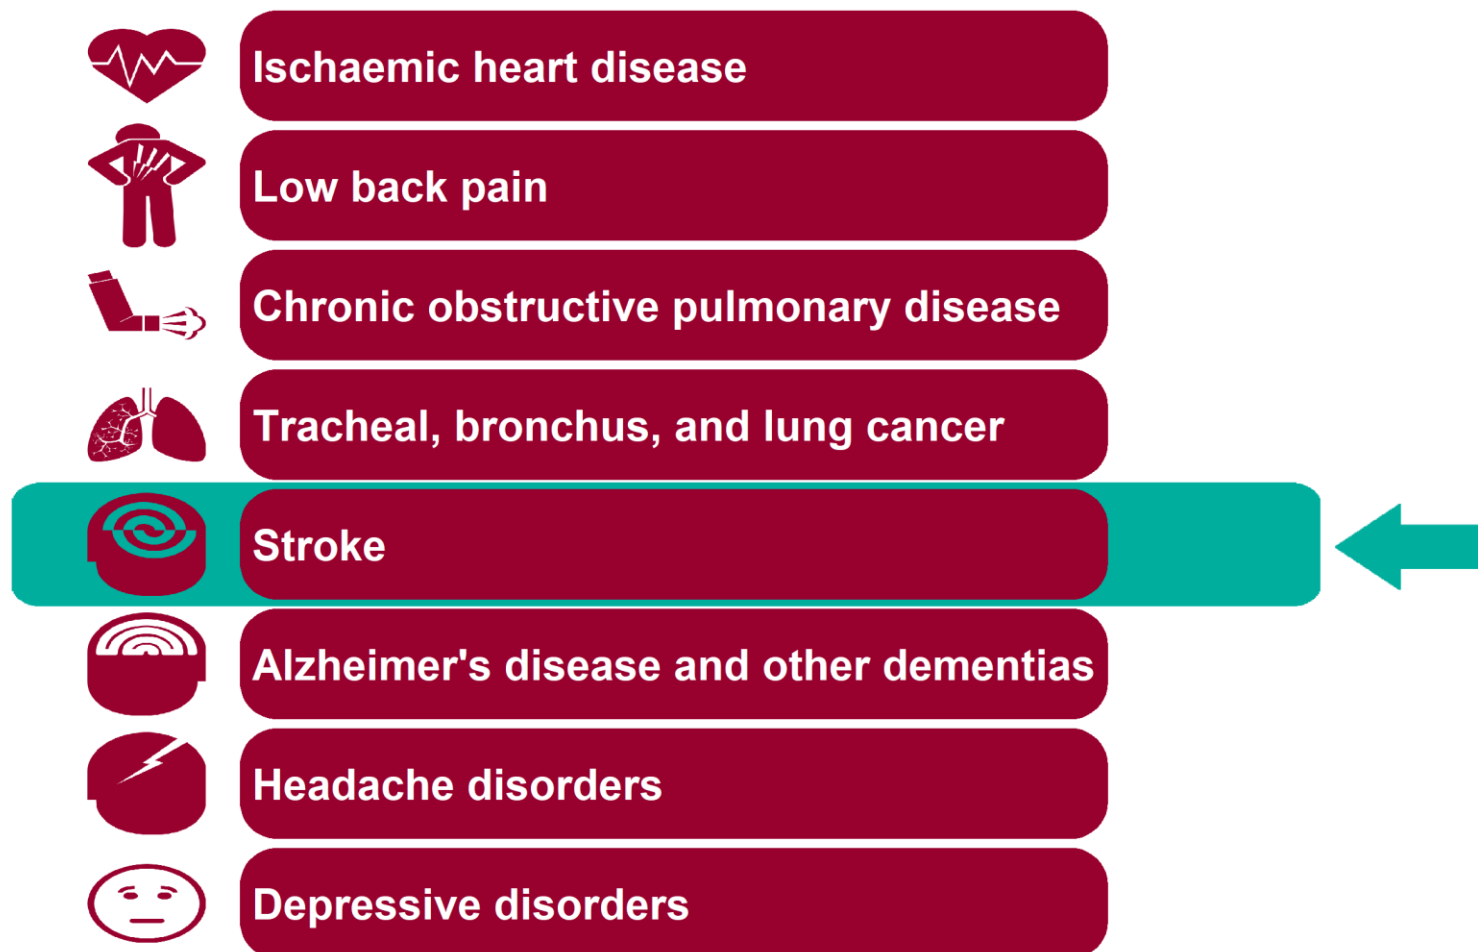 Ischaemic heart disease
Low back pain
Chronic obstructive pulmonary disease
Tracheal, bronchus, and lung cancer
Stroke
Alzheimer's disease and other dementias
Headache disorders
Depressive disorders